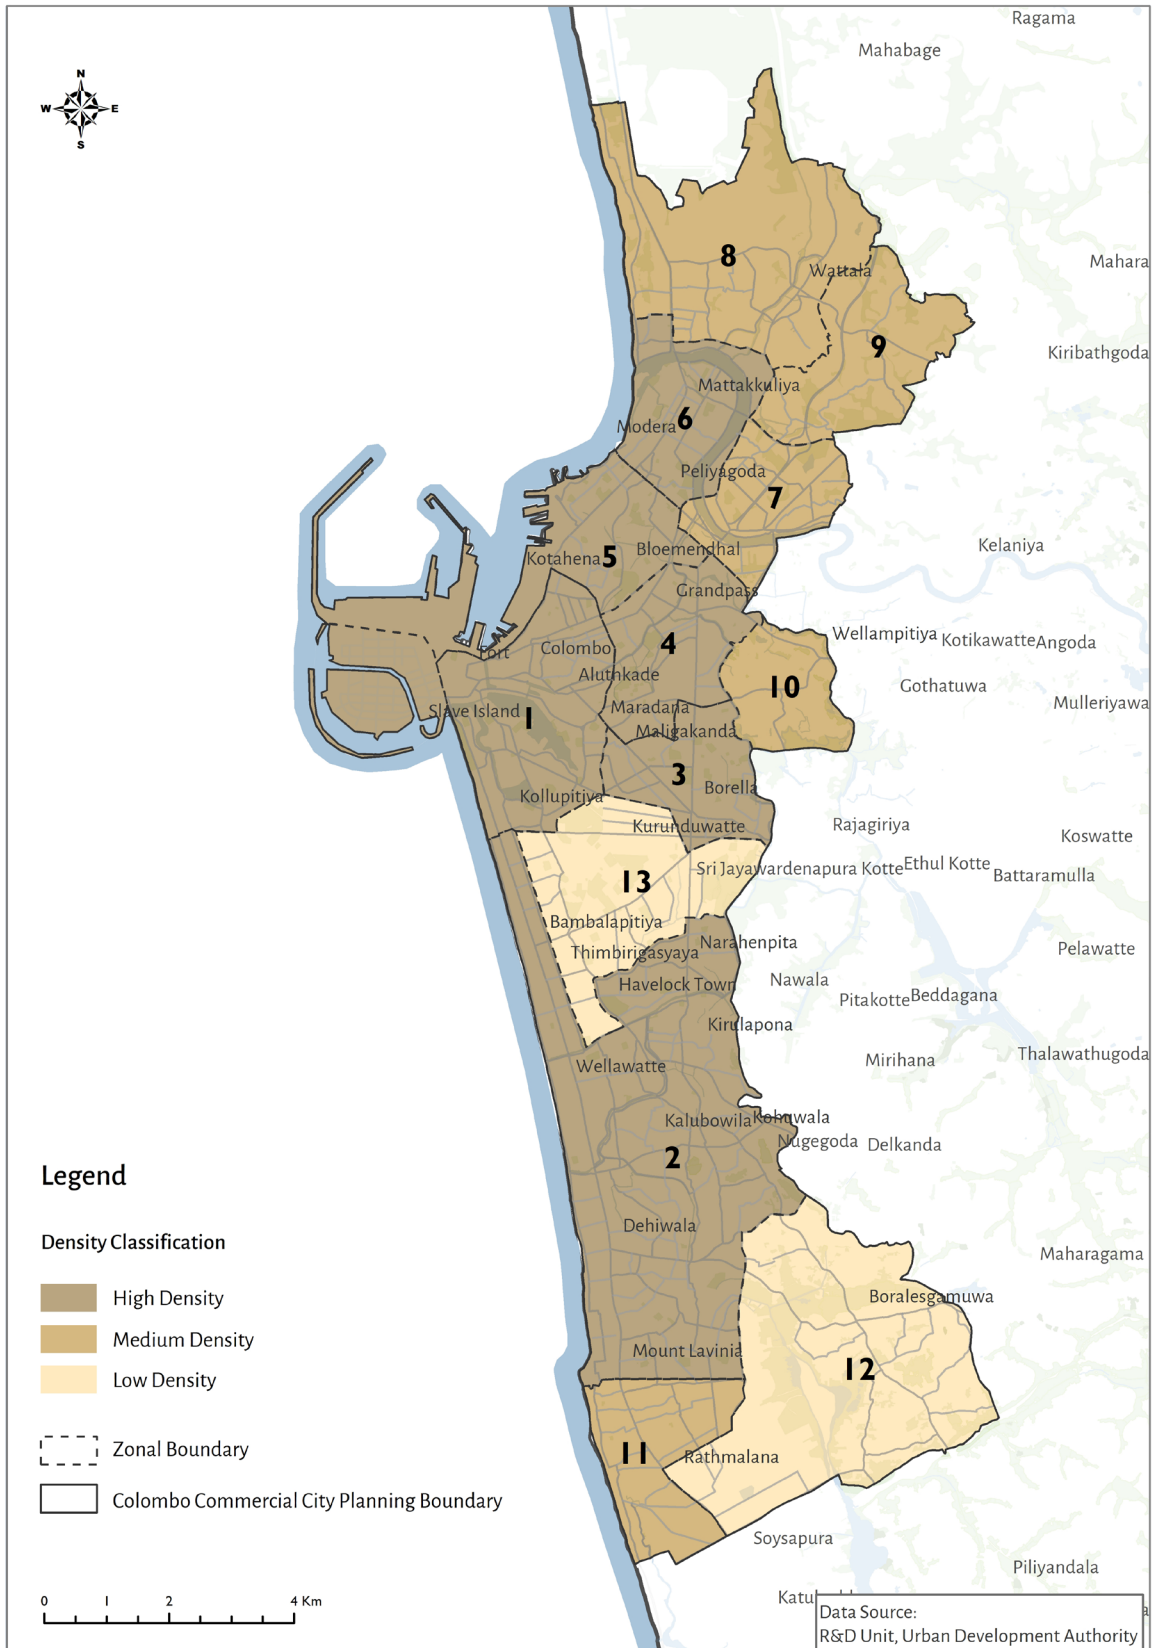 Ragama
Mahabage
N
W E
S
8
Wattala
Mahara
9
Kiribathgoda
Mattakkuliya
6
Modera
Peliyagoda
7
5
Kotahena
Bloemendhal
Kelaniya
Grandpass
4
Wellampitiya
Kotikawatte
Angoda
Colombo
Fort
Aluthkade
10
Gothatuwa
Mulleriyawa
Slave Island
1
Maradana
Maligakanda
3
Borella
Kollupitiya
Kurunduwatte
Rajagiriya
Koswatte
13
Sri Jayawardenapura Kotte
Ethul Kotte
Battaramulla
Bambalapitiya
Thimbirigasyaya
Narahenpita
Pelawatte
Havelock Town
Nawala
Pitakotte
Beddagana
Kirulapona
Mirihana
Thalawathugoda
Wellawatte
Kalubowila
Kohuwala
Nugegoda
Delkanda
2
Dehiwala
Maharagama
Boralesgamuwa
Mount Lavinia
12
11
Rathmalana
Soysapura
Piliyandala
Katu
Legend
Density Classification
High Density
Medium Density
Low Density
Zonal Boundary
Colombo Commercial City Planning Boundary
0 1 2 4 Km
Data Source:
R&D Unit, Urban Development Authority